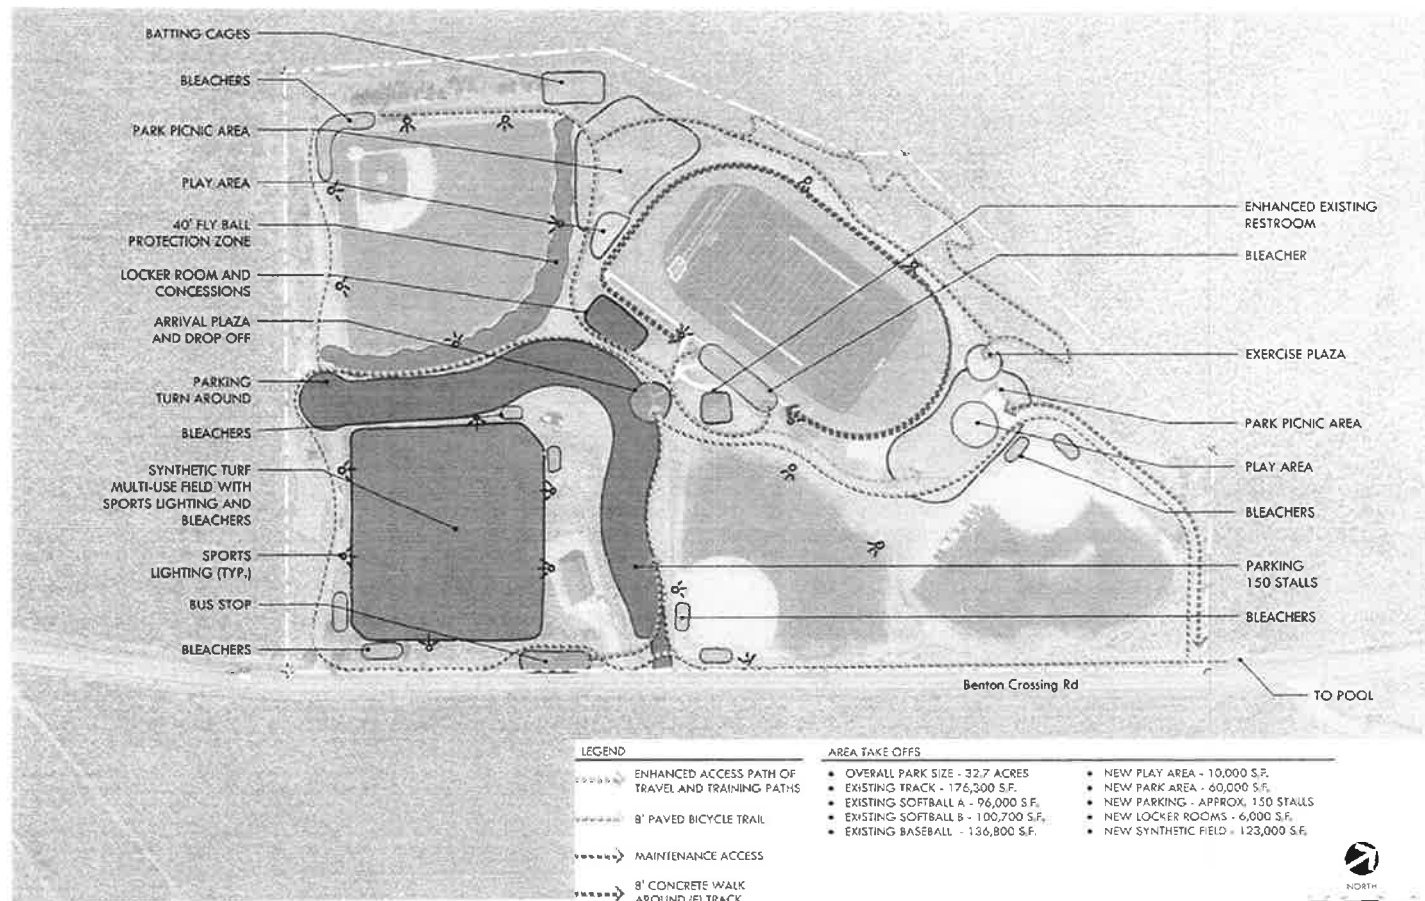 BATTING CAGES
BLEACHERS
PARK PICNIC AREA
PLAY AREA
40' FLY BALL
PROTECTION ZONE
LOCKER ROOM AND
CONCESSIONS
ARRIVAL PLAZA
AND DROP OFF
PARKING
TURN AROUND
BLEACHERS
SYNTHETIC TURF
MULTI-USE FIELD WITH
SPORTS LIGHTING AND
BLEACHERS
SPORTS
LIGHTING (TYP.)
BUS STOP
BLEACHERS
ENHANCED EXISTING
RESTROOM
BLEACHER
EXERCISE PLAZA
PARK PICNIC AREA
PLAY AREA
BLEACHERS
PARKING
150 STALLS
BLEACHERS
TO POOL
Benton Crossing Rd
LEGEND
ENHANCED ACCESS PATH OF
TRAVEL AND TRAINING PATHS
8' PAVED BICYCLE TRAIL
MAINTENANCE ACCESS
8' CONCRETE WALK
AROUND (E) TRACK
AREA TAKE OFFS
• OVERALL PARK SIZE - 32.7 ACRES
• EXISTING TRACK - 176,300 S.F.
• EXISTING SOFTBALL A - 96,000 S.F.
• EXISTING SOFTBALL B - 100,700 S.F.
• EXISTING BASEBALL - 136,800 S.F.
• NEW PLAY AREA - 10,000 S.F.
• NEW PARK AREA - 60,000 S.F.
• NEW PARKING - APPROX. 150 STALLS
• NEW LOCKER ROOMS - 6,000 S.F.
• NEW SYNTHETIC FIELD - 123,000 S.F.
NORTH